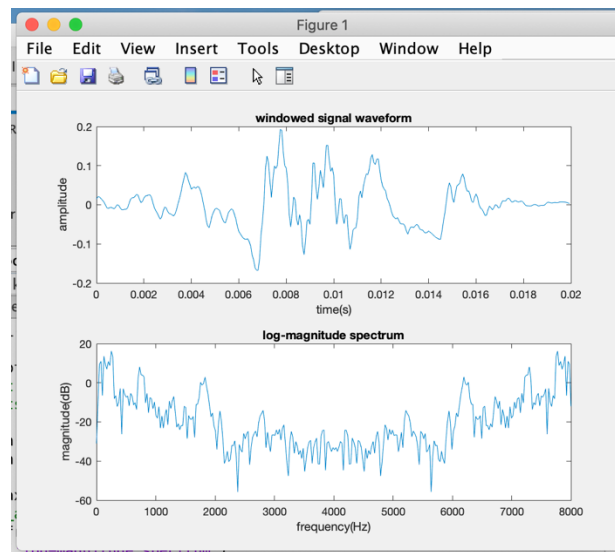 Figure 1
File Edit View Insert Tools Desktop Window Help
windowed signal waveform
0.2
0.1
0
-0.1
-0.2
amplitude
0 0.002 0.004 0.006 0.008 0.01 0.012 0.014 0.016 0.018 0.02
time(s)
log-magnitude spectrum
20
0
-20
-40
-60
magnitude(dB)
0 1000 2000 3000 4000 5000 6000 7000 8000
frequency(Hz)